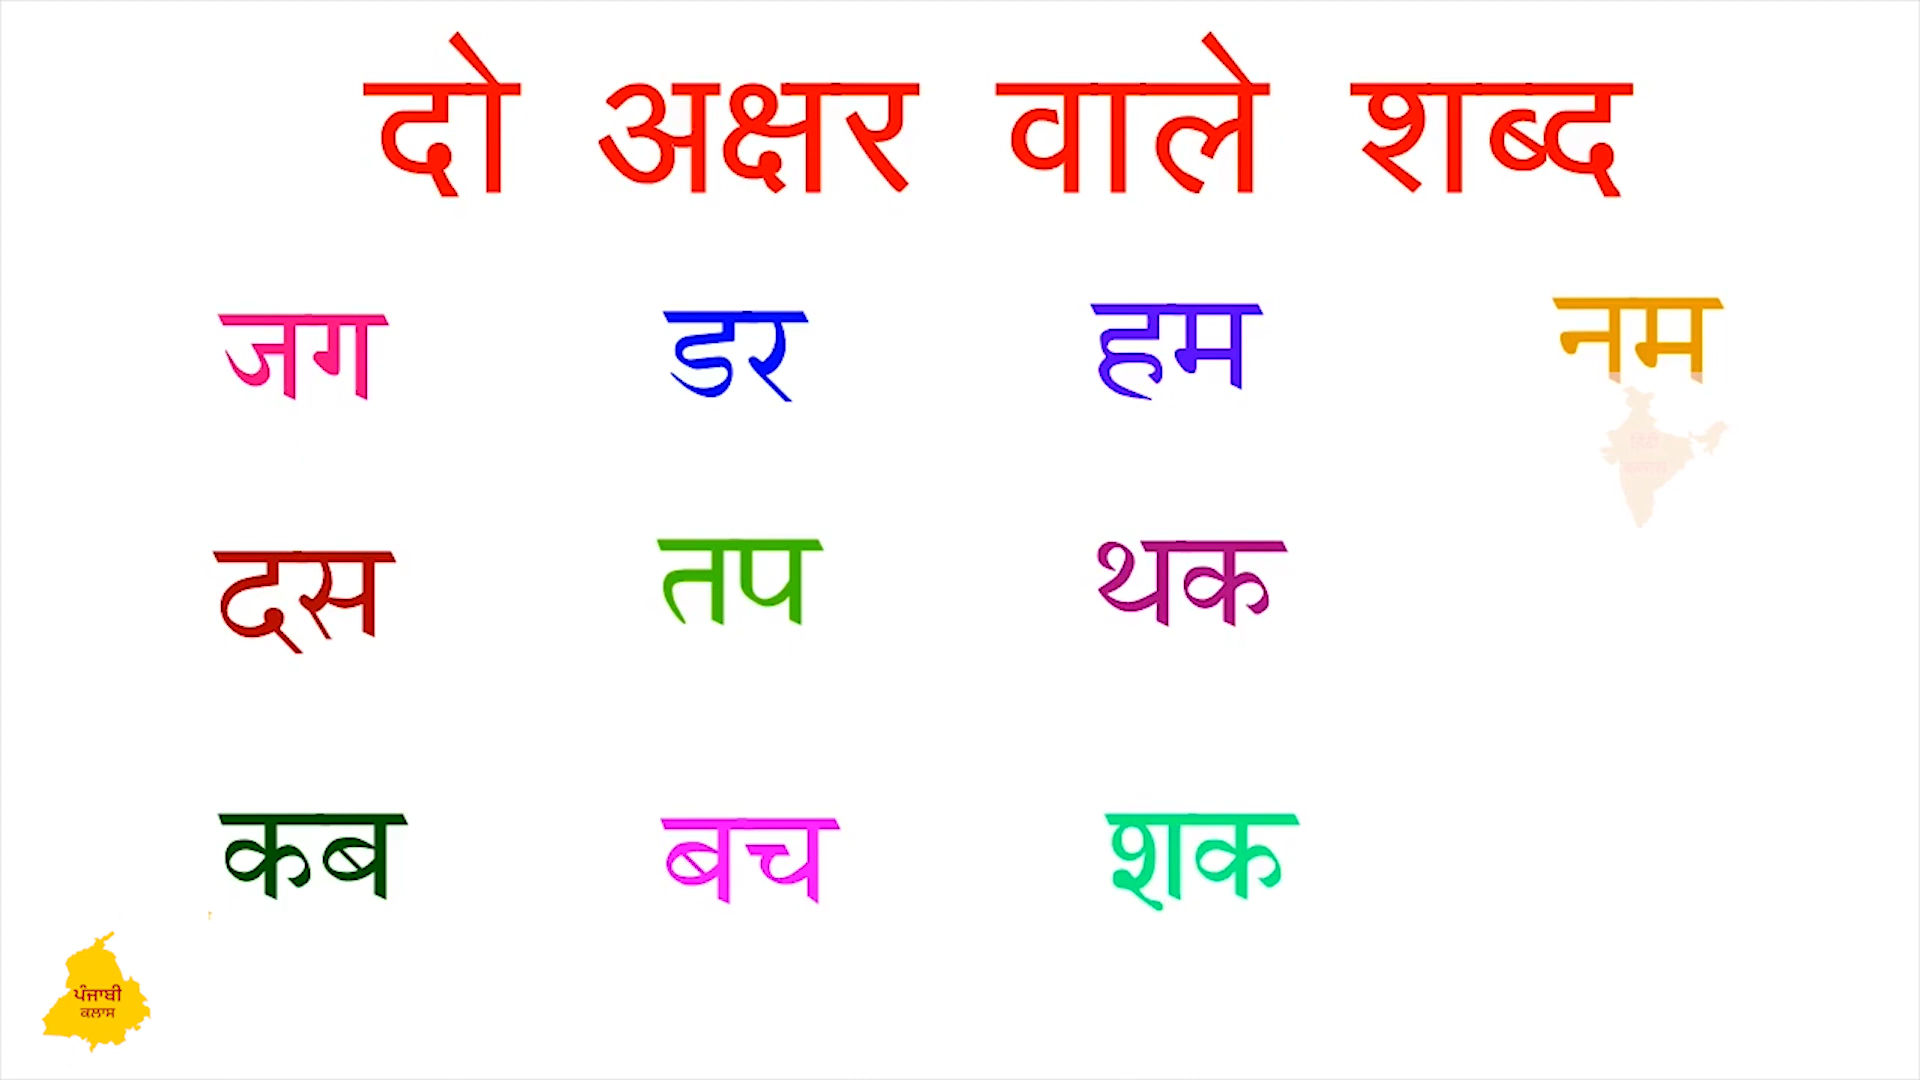 दो अक्षर वाले शब्द
जग डर हम नम
दस तप थक
कब बच शक
ਪੰਜਾਬੀ
ਕਲਾਸ